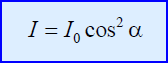 I = I₀ cos² α